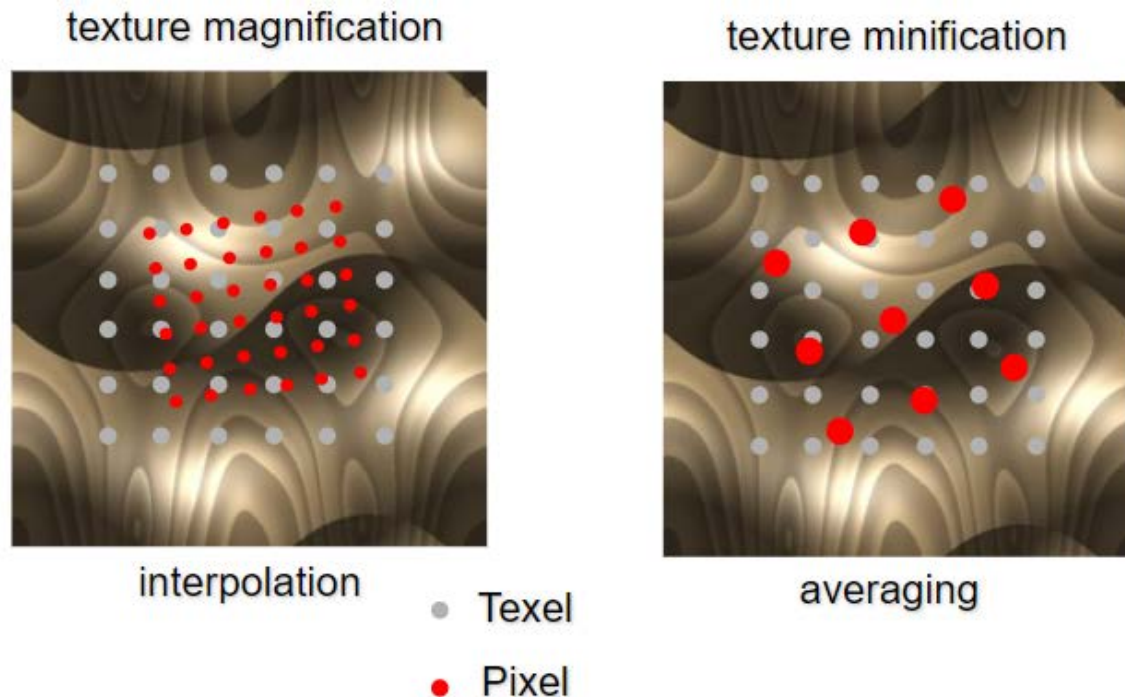 texture magnification
texture minification
interpolation
averaging
Texel
Pixel